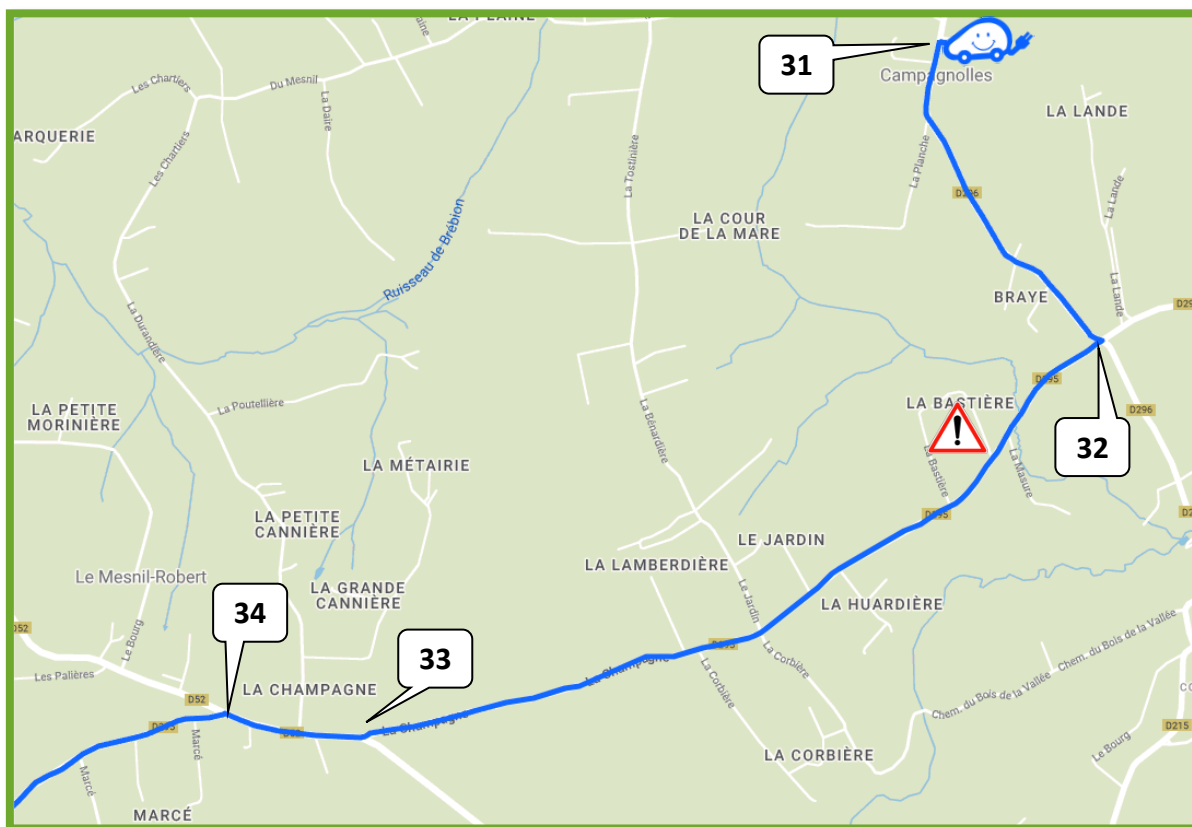 LA PLAINE
31
Campagnolles
Les Chartiers
Du Mesnil
La Daire
LA LANDE
ARQUERIE
Les Chartiers
La Tostinière
La Planche
D296
La Lande
LA COUR
DE LA MARE
Ruisseau de Brébion
La Lande
BRAYE
La Durandière
D295
LA PETITE
MORINIÈRE
La Poutellière
La Bénardière
LA BASTIÈRE
!
D296
32
LA MÉTAIRIE
La Bastière
La Masure
LA PETITE
CANNIÈRE
D295
LE JARDIN
LA LAMBERDIÈRE
Le Mesnil-Robert
LA GRANDE
CANNIÈRE
Le Jardin
LA HUARDIÈRE
34
D52
Le Bourg
33
La Corbière
La Corbière
Chem. du Bois de la Vallée
Chem. du Bois de la Vallée
Les Palières
LA CHAMPAGNE
La Champagne
D52
La Champagne
Marcé
LA CORBIÈRE
D215
Le Bourg
Marcé
MARCÉ